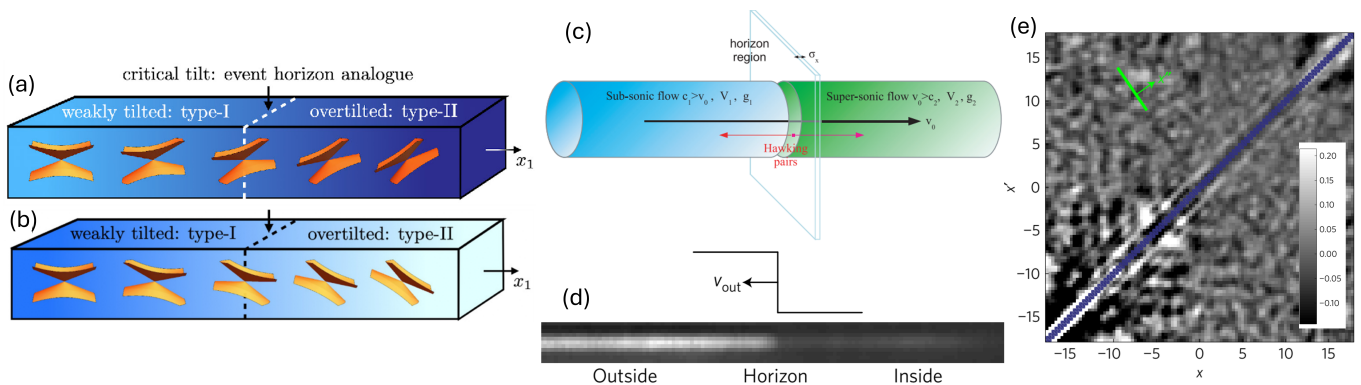 (a)
critical tilt: event horizon analogue
weakly tilted: type-I
overtilted: type-II
x₁
(b)
weakly tilted: type-I
overtilted: type-II
x₁
(c)
horizon
region
σₓ
Sub-sonic flow c₁>v₀, V₁, g₁
Super-sonic flow v₀>c₂, V₂, g₂
v₀
Hawking
pairs
(d)
Vout
Outside
Horizon
Inside
(e)
x′
15
10
5
0
−5
−10
−15
−15
−10
−5
0
5
10
15
x
0.20
0.15
0.10
0.05
0.00
−0.05
−0.10